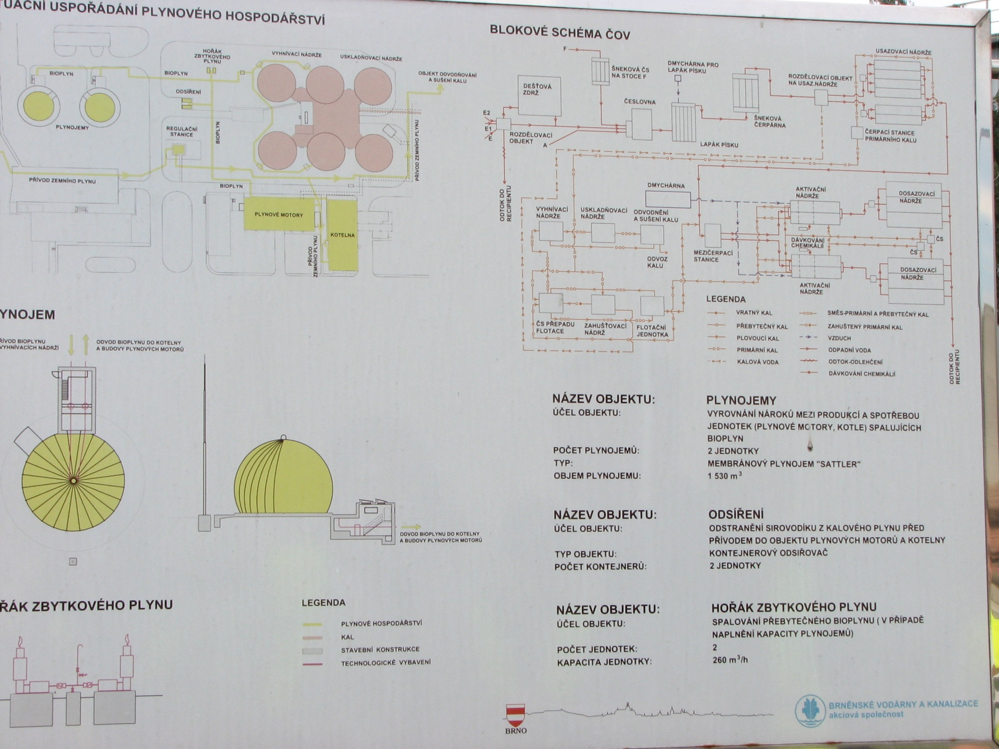 TUAČNÍ USPOŘÁDÁNÍ PLYNOVÉHO HOSPODÁŘSTVÍ
HOŘÁK
ZBYTKOVÉHO
PLYNU
VYHNÍVACÍ NÁDRŽE
USKLADŇOVACÍ NÁDRŽE
BIOPLYN
BIOPLYN
OBJEKT ODVODŇOVÁNÍ
A SUŠENÍ KALU
ODSÍŘENÍ
PLYNOJEMY
REGULAČNÍ
STANICE
BIOPLYN
PŘÍVOD ZEMNÍHO PLYNU
PŘÍVOD ZEMNÍHO PLYNU
BIOPLYN
PLYNOVÉ MOTORY
KOTELNA
PŘÍVOD
ZEMNÍHO PLYNU
YNOJEM
ŘÍVOD BIOPLYNU
VYHNÍVACÍCH NÁDRŽÍ
ODVOD BIOPLYNU DO KOTELNY
A BUDOVY PLYNOVÝCH MOTORŮ
ODVOD BIOPLYNU DO KOTELNY
A BUDOVY PLYNOVÝCH MOTORŮ
ŘÁK ZBYTKOVÉHO PLYNU
LEGENDA
PLYNOVÉ HOSPODÁŘSTVÍ
KAL
STAVEBNÍ KONSTRUKCE
TECHNOLOGICKÉ VYBAVENÍ
BLOKOVÉ SCHÉMA ČOV
F
ŠNEKOVÁ ČS
NA STOCE F
DMYCHÁRNA PRO
LAPÁK PÍSKU
USAZOVACÍ NÁDRŽE
ROZDĚLOVACÍ OBJEKT
NA USAZ.NÁDRŽE
DEŠŤOVÁ
ZDRŽ
ČESLOVNA
E2
E1
E
ROZDĚLOVACÍ
OBJEKT
A
LAPÁK PÍSKU
ŠNEKOVÁ
ČERPÁRNA
ČERPACÍ STANICE
PRIMÁRNÍHO KALU
ODTOK DO
RECIPIENTU
DMYCHÁRNA
AKTIVAČNÍ
NÁDRŽE
DOSAZOVACÍ
NÁDRŽE
VYHNÍVACÍ
NÁDRŽE
USKLADŇOVACÍ
NÁDRŽE
ODVODNĚNÍ
A SUŠENÍ KALU
DÁVKOVÁNÍ
CHEMIKÁLIÍ
ČS
ČS
MEZIČERPACÍ
STANICE
ODVOZ
KALU
DOSAZOVACÍ
NÁDRŽE
AKTIVAČNÍ
NÁDRŽE
ČS PŘEPADU
FLOTACE
ZAHUŠŤOVACÍ
NÁDRŽ
FLOTAČNÍ
JEDNOTKA
ODTOK DO
RECIPIENTU
LEGENDA
VRATNÝ KAL
PŘEBYTEČNÝ KAL
PLOVOUCÍ KAL
PRIMÁRNÍ KAL
KALOVÁ VODA
SMĚS-PRIMÁRNÍ A PŘEBYTEČNÝ KAL
ZAHUŠTENÝ PRIMÁRNÍ KAL
VZDUCH
ODPADNÍ VODA
ODTOK-ODLEHČENÍ
DÁVKOVÁNÍ CHEMIKÁLIÍ
NÁZEV OBJEKTU: PLYNOJEMY
ÚČEL OBJEKTU: VYROVNÁNÍ NÁROKŮ MEZI PRODUKCÍ A SPOTŘEBOU
JEDNOTEK (PLYNOVÉ MOTORY, KOTLE) SPALUJÍCÍCH
BIOPLYN
POČET PLYNOJEMŮ: 2 JEDNOTKY
TYP: MEMBRÁNOVÝ PLYNOJEM "SATTLER"
OBJEM PLYNOJEMU: 1 530 m³
NÁZEV OBJEKTU: ODSÍŘENÍ
ÚČEL OBJEKTU: ODSTRANĚNÍ SIROVODÍKU Z KALOVÉHO PLYNU PŘED
PŘÍVODEM DO OBJEKTU PLYNOVÝCH MOTORŮ A KOTELNY
TYP OBJEKTU: KONTEJNEROVÝ ODSIŘOVAČ
POČET KONTEJNERŮ: 2 JEDNOTKY
NÁZEV OBJEKTU: HOŘÁK ZBYTKOVÉHO PLYNU
ÚČEL OBJEKTU: SPALOVÁNÍ PŘEBYTEČNÉHO BIOPLYNU ( V PŘÍPADĚ
NAPLNĚNÍ KAPACITY PLYNOJEMŮ)
POČET JEDNOTEK: 2
KAPACITA JEDNOTKY: 260 m³/h
BRNO
BRNĚNSKÉ VODÁRNY A KANALIZACE
akciová společnost